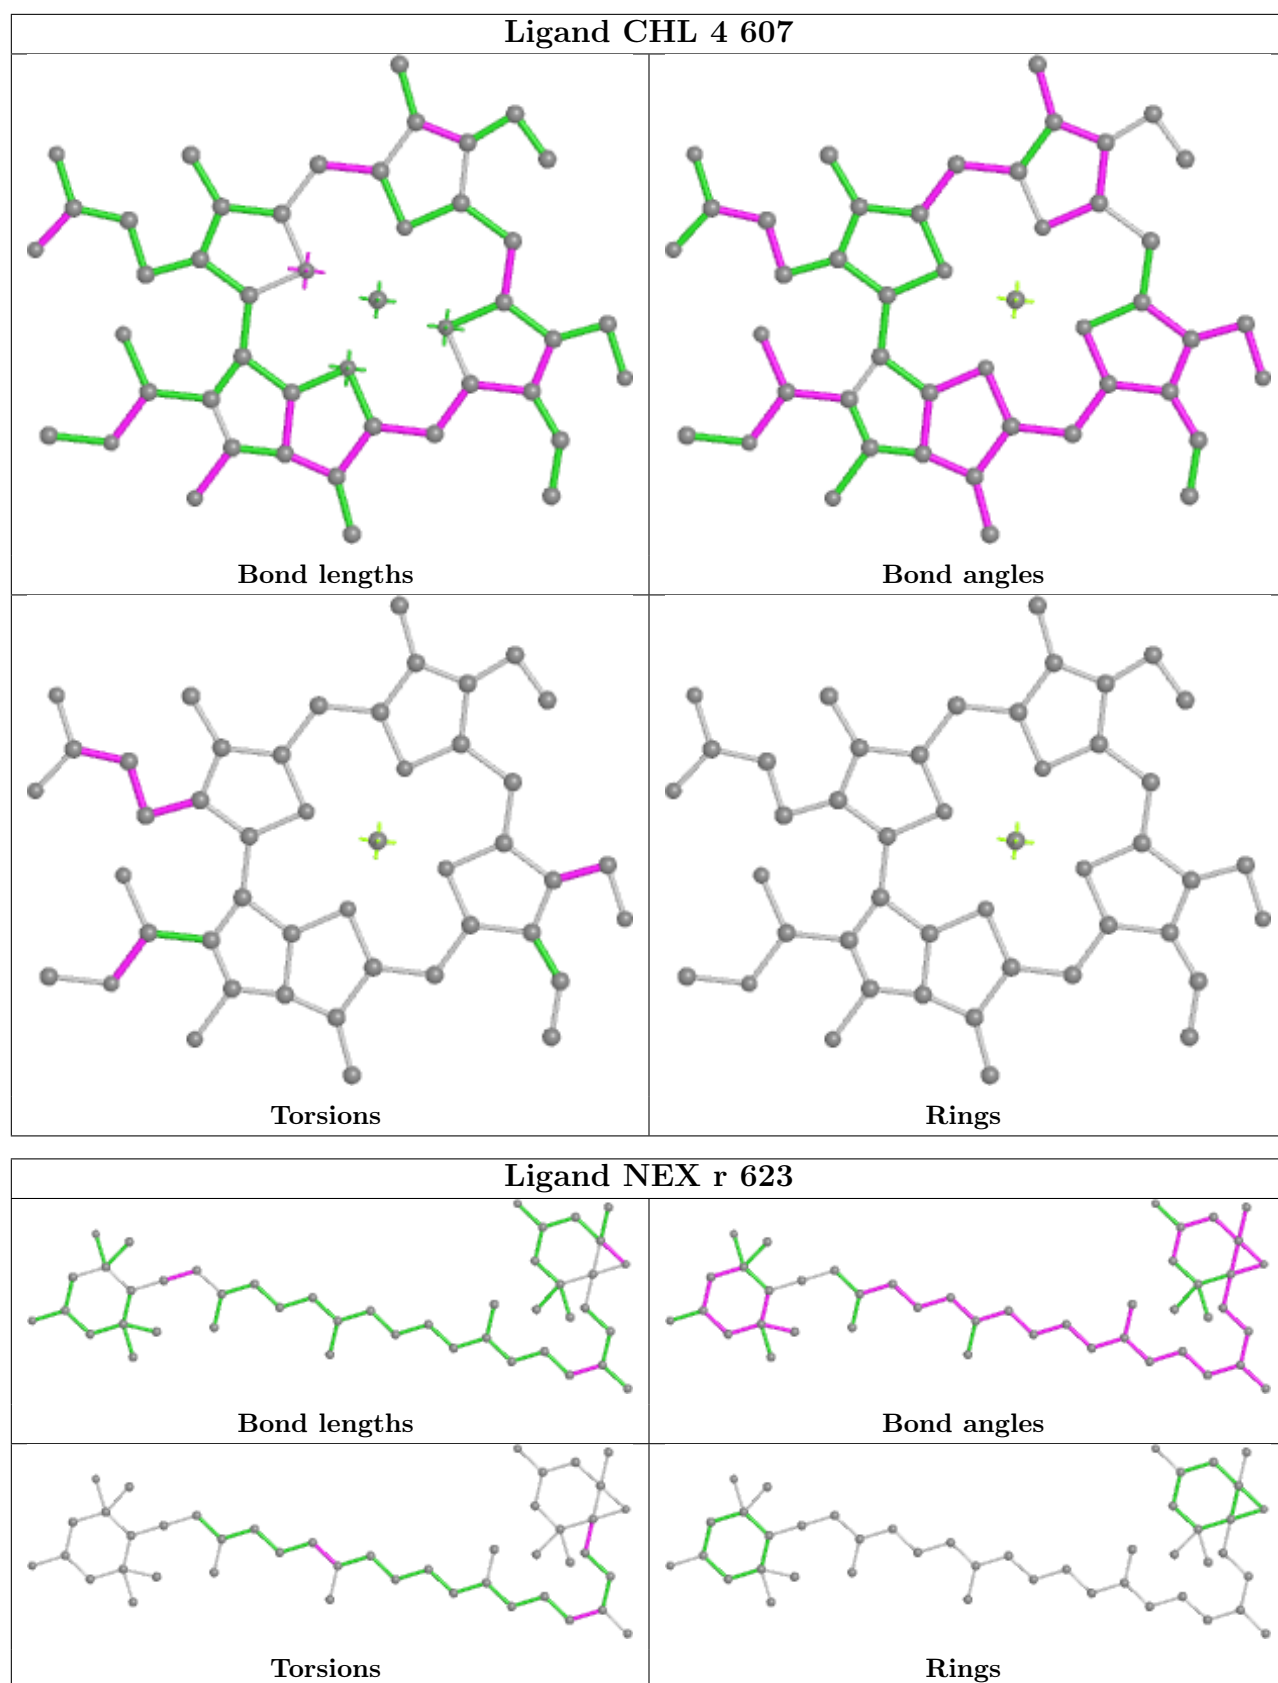 Ligand CHL 4 607
Bond lengths
Bond angles
Torsions
Rings
Ligand NEX r 623
Bond lengths
Bond angles
Torsions
Rings